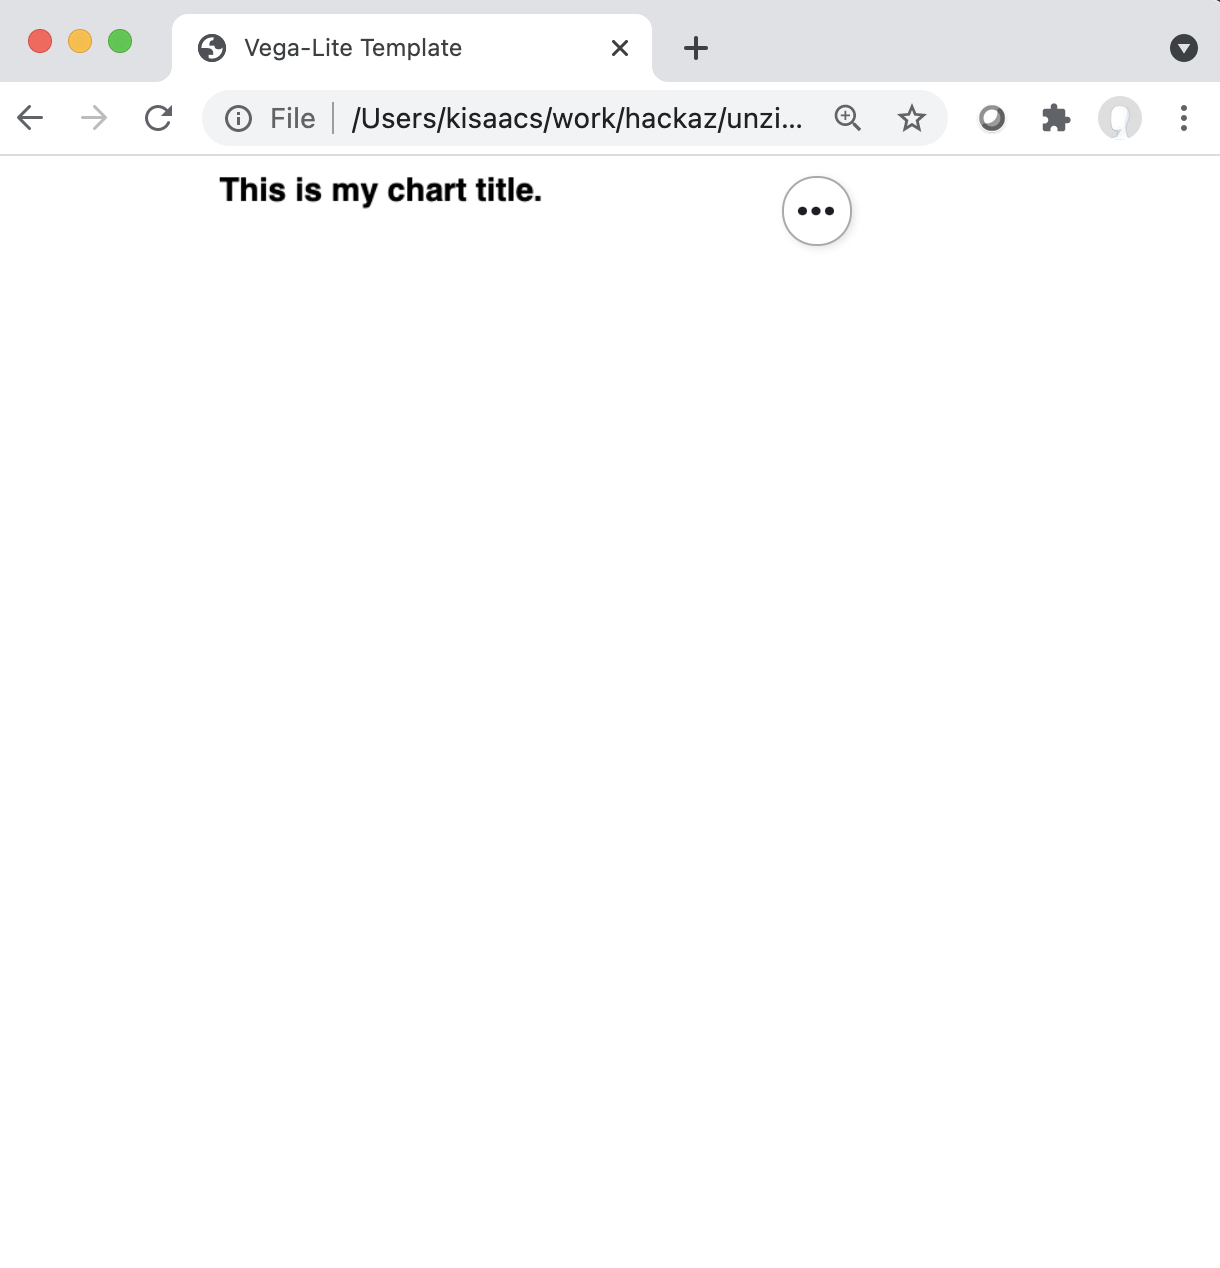 Vega-Lite Template
File /Users/kisaacs/work/hackaz/unzi...
This is my chart title.